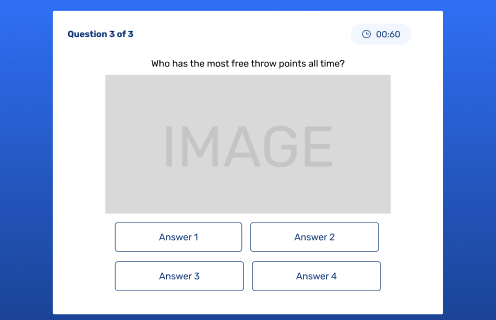 Question 3 of 3
00:60
Who has the most free throw points all time?
IMAGE
Answer 1
Answer 2
Answer 3
Answer 4